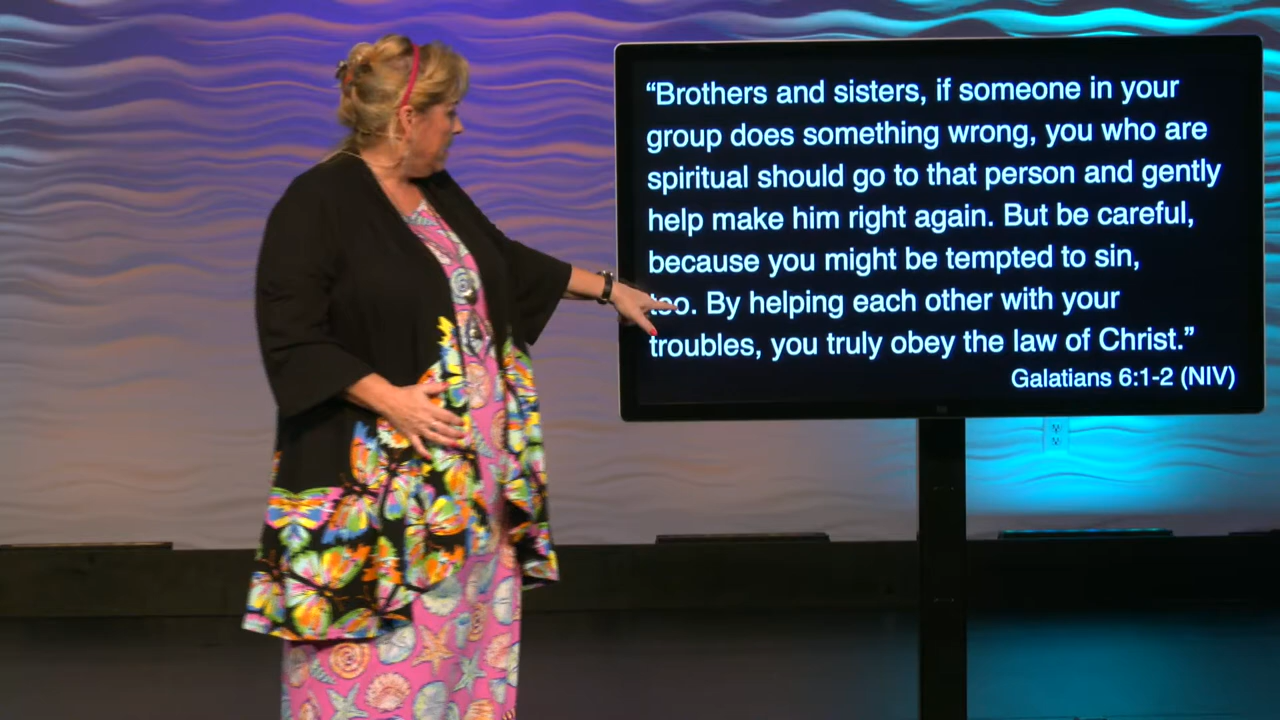 “Brothers and sisters, if someone in your
group does something wrong, you who are
spiritual should go to that person and gently
help make him right again. But be careful,
because you might be tempted to sin,
too. By helping each other with your
troubles, you truly obey the law of Christ.”
Galatians 6:1-2 (NIV)